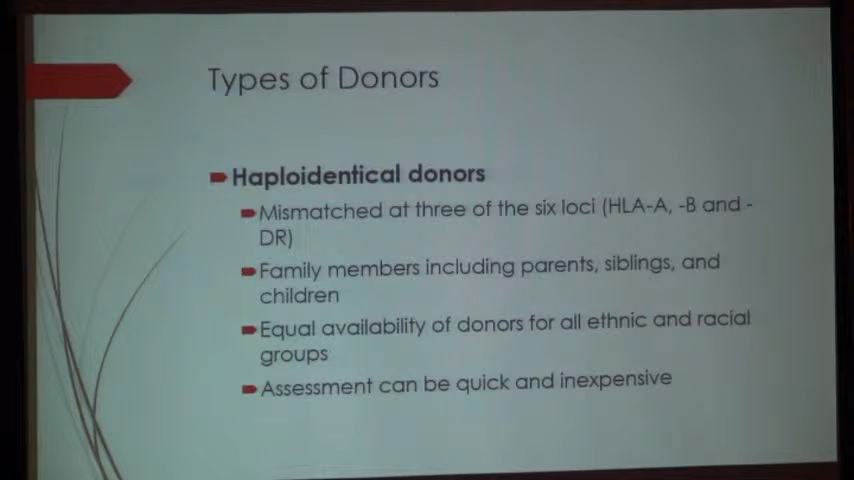 Types of Donors
Haploidentical donors
Mismatched at three of the six loci (HLA-A, -B and -
DR)
Family members including parents, siblings, and
children
Equal availability of donors for all ethnic and racial
groups
Assessment can be quick and inexpensive